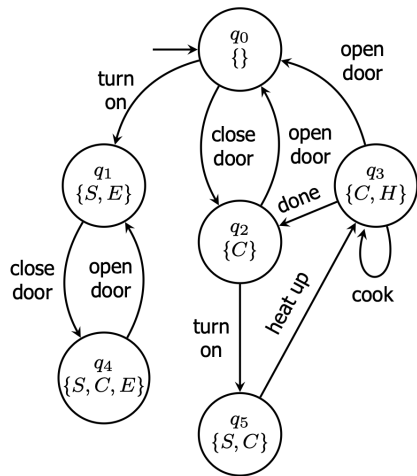 q₀
{}
open
door
turn
on
close
door
open
door
q₁
{S, E}
q₃
{C, H}
done
q₂
{C}
close
door
open
door
cook
heat up
turn
on
q₄
{S, C, E}
q₅
{S, C}